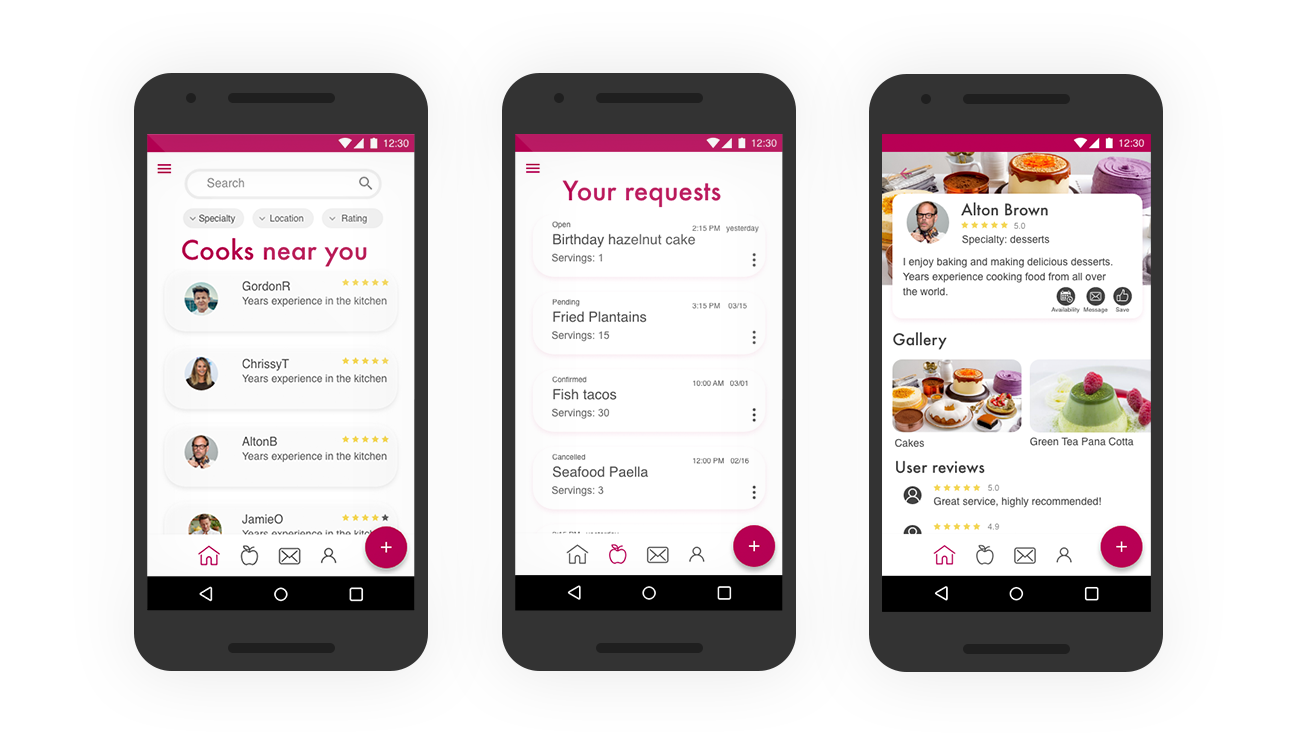 12:30
Search
Specialty
Location
Rating
Cooks near you
GordonR
Years experience in the kitchen
ChrissyT
Years experience in the kitchen
AltonB
Years experience in the kitchen
JamieO
Years experience in the kitchen
+
12:30
Your requests
Open
2:15 PM yesterday
Birthday hazelnut cake
Servings: 1
Pending
3:15 PM 03/15
Fried Plantains
Servings: 15
Confirmed
10:00 AM 03/01
Fish tacos
Servings: 30
Cancelled
12:00 PM 02/16
Seafood Paella
Servings: 3
+
12:30
Alton Brown
5.0
Specialty: desserts
I enjoy baking and making delicious desserts.
Years experience cooking food from all over
the world.
Availability Message Save
Gallery
Cakes
Green Tea Pana Cotta
User reviews
5.0
Great service, highly recommended!
4.9
+